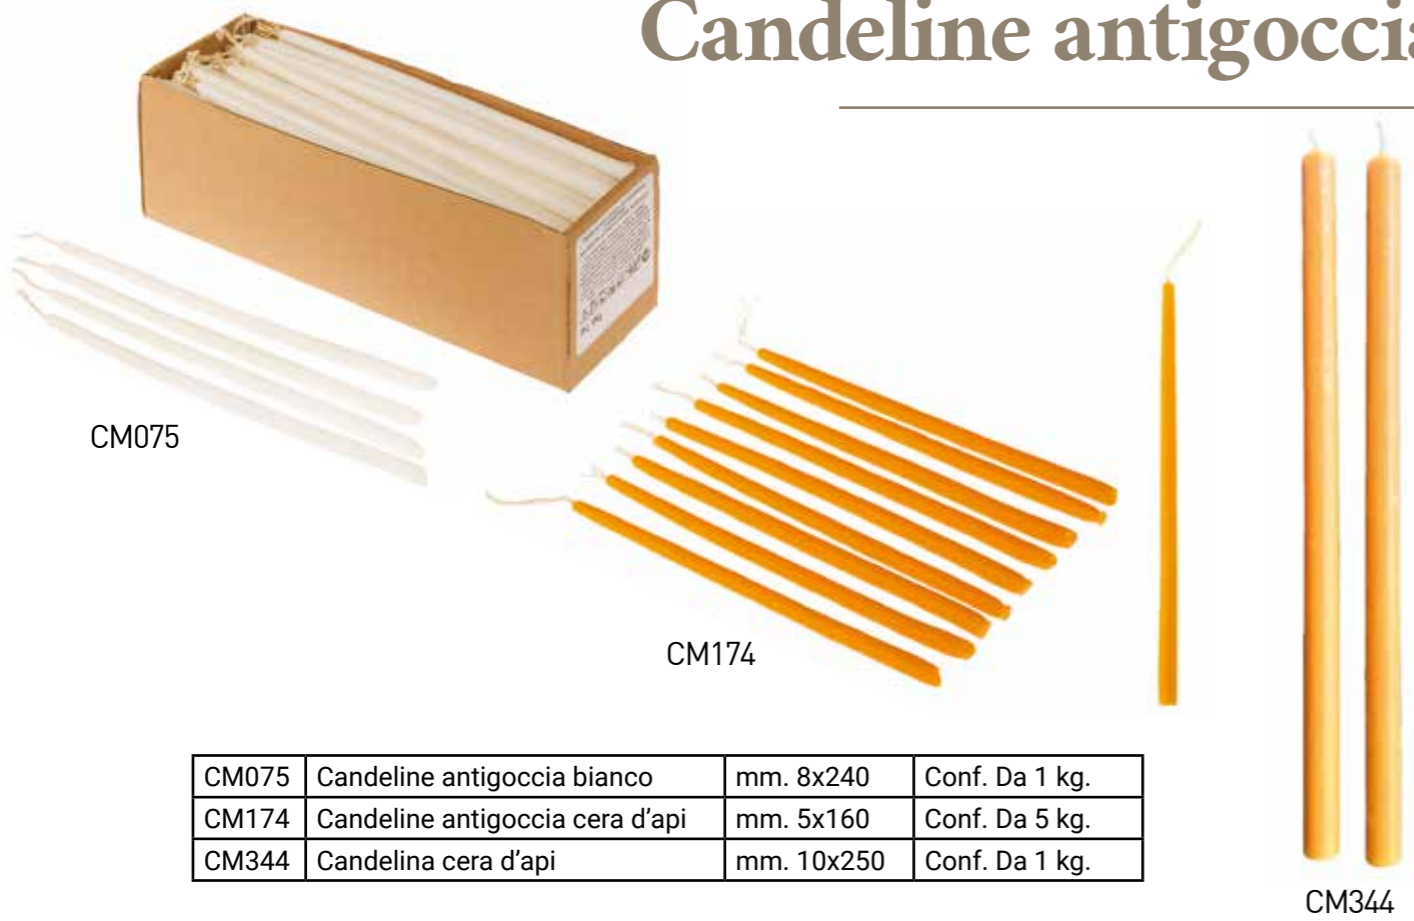 Candeline antigoccia
CM075
CM174
CM075 Candeline antigoccia bianco mm. 8x240 Conf. Da 1 kg.
CM174 Candeline antigoccia cera d’api mm. 5x160 Conf. Da 5 kg.
CM344 Candelina cera d’api mm. 10x250 Conf. Da 1 kg.
CM344